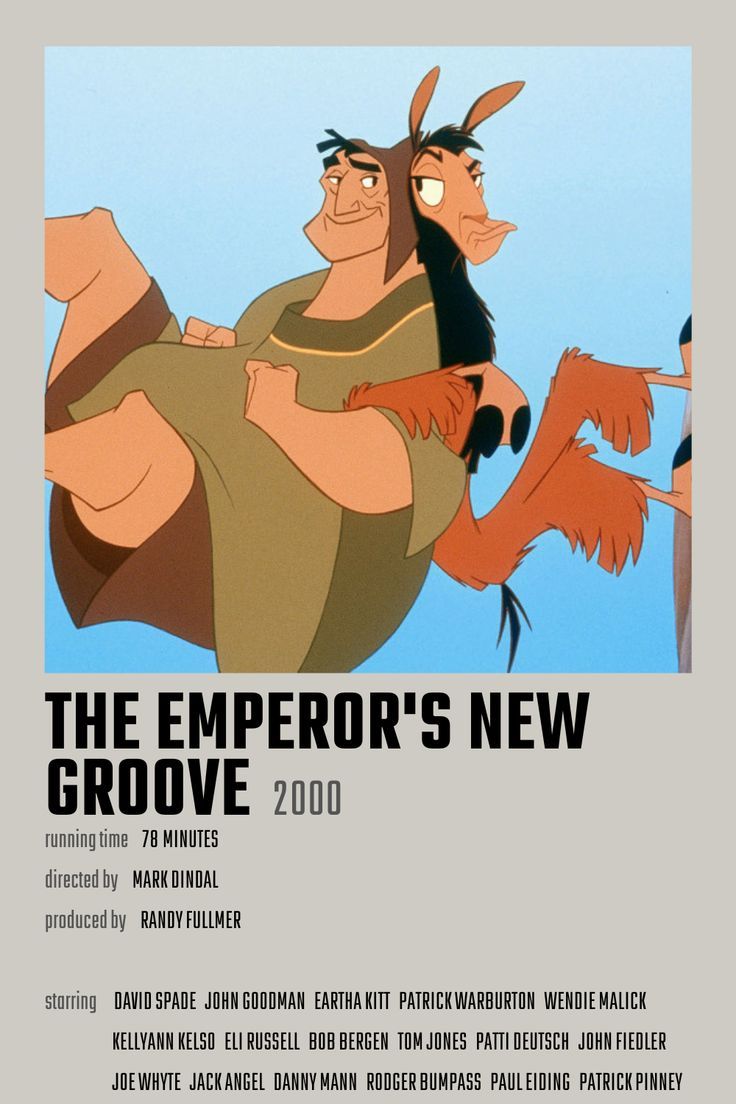 THE EMPEROR'S NEW
GROOVE 2000
running time 78 MINUTES
directed by MARK DINDAL
produced by RANDY FULLMER
starring DAVID SPADE JOHN GOODMAN EARTHA KITT PATRICK WARBURTON WENDIE MALICK
KELLYANN KELSO ELI RUSSELL BOB BERGEN TOM JONES PATTI DEUTSCH JOHN FIEDLER
JOE WHYTE JACK ANGEL DANNY MANN RODGER BUMPASS PAUL EIDING PATRICK PINNEY